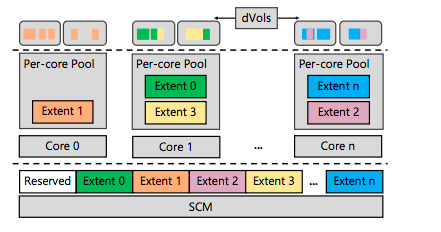 dVols
Per-core Pool Per-core Pool Per-core Pool
Extent 0 Extent n
Extent 1 Extent 3 Extent 2
Core 0 Core 1 ... Core n
Reserved Extent 0 Extent 1 Extent 2 Extent 3 ... Extent n
SCM